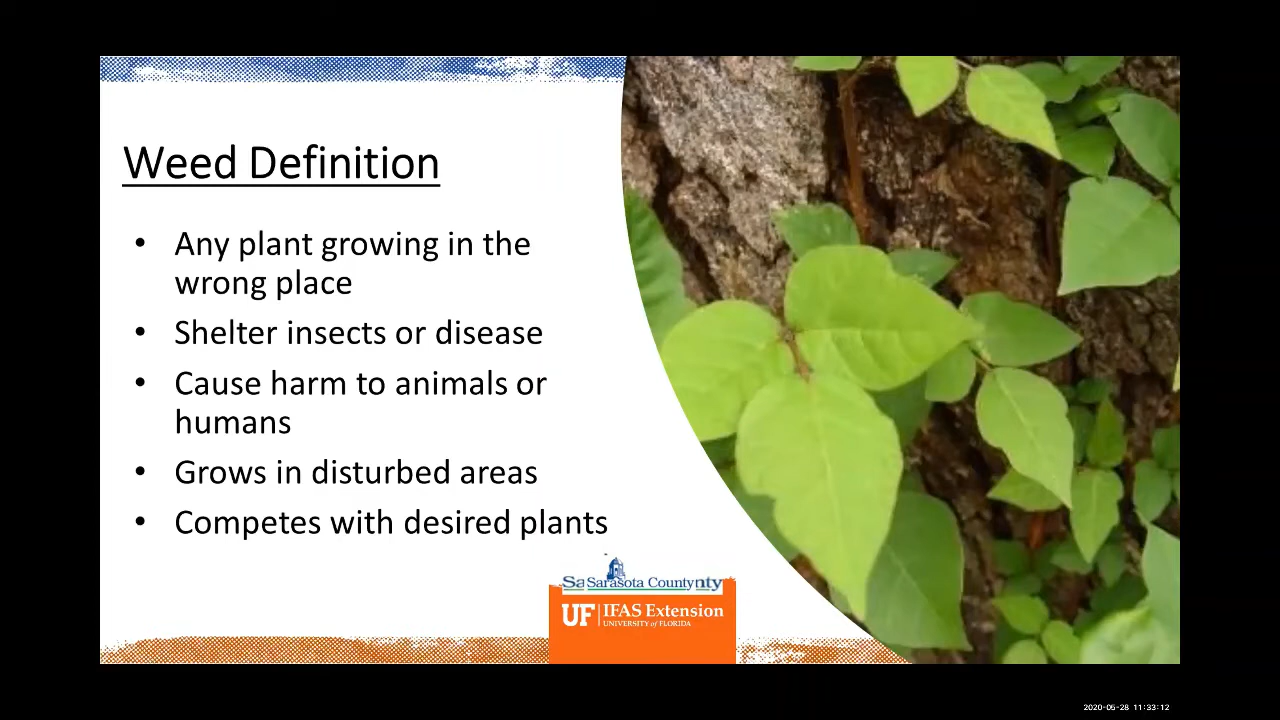 Weed Definition
• Any plant growing in the
wrong place
• Shelter insects or disease
• Cause harm to animals or
humans
• Grows in disturbed areas
• Competes with desired plants
Sarasota County
UF IFAS Extension
UNIVERSITY of FLORIDA
2020-05-28 11:33:12